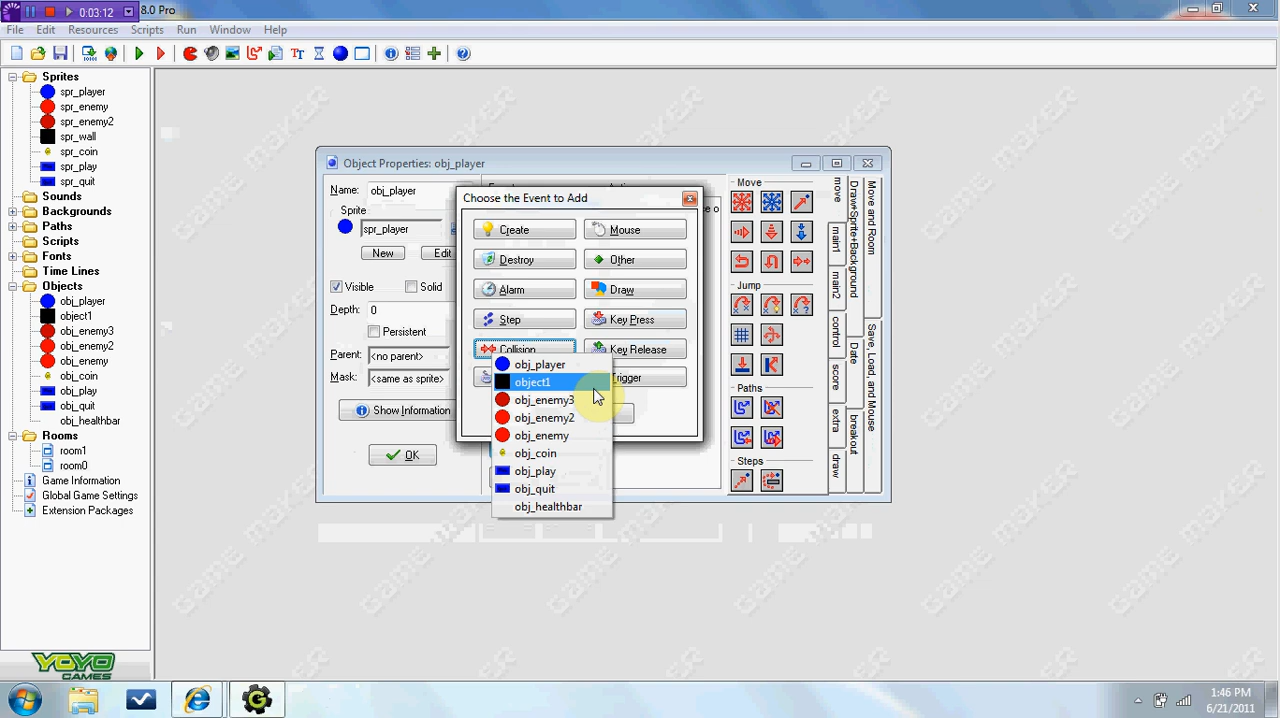 00:03:12
8.0 Pro
File Edit Resources Scripts Run Window Help
Sprites
spr_player
spr_enemy
spr_enemy2
spr_wall
spr_coin
spr_play
spr_quit
Sounds
Backgrounds
Paths
Scripts
Fonts
Time Lines
Objects
obj_player
object1
obj_enemy3
obj_enemy2
obj_enemy
obj_coin
obj_play
obj_quit
obj_healthbar
Rooms
room1
room0
Game Information
Global Game Settings
Extension Packages
YOYO
GAMES
Object Properties: obj_player
Name: obj_player
Sprite
spr_player
New Edit
Visible Solid
Depth: 0
Persistent
Parent: <no parent>
Mask: <same as sprite>
Show Information
OK
Choose the Event to Add
Create Mouse
Destroy Other
Alarm Draw
Step Key Press
Collision Key Release
Trigger
obj_player
object1
obj_enemy3
obj_enemy2
obj_enemy
obj_coin
obj_play
obj_quit
obj_healthbar
Move
Jump
Paths
Steps
move
main1
main2
control
score
extra
draw
Draw+Sprite+Background
Date
breakout
Move and Room
Save, Load, and Mouse
GAME MAKER
1:46 PM
6/21/2011